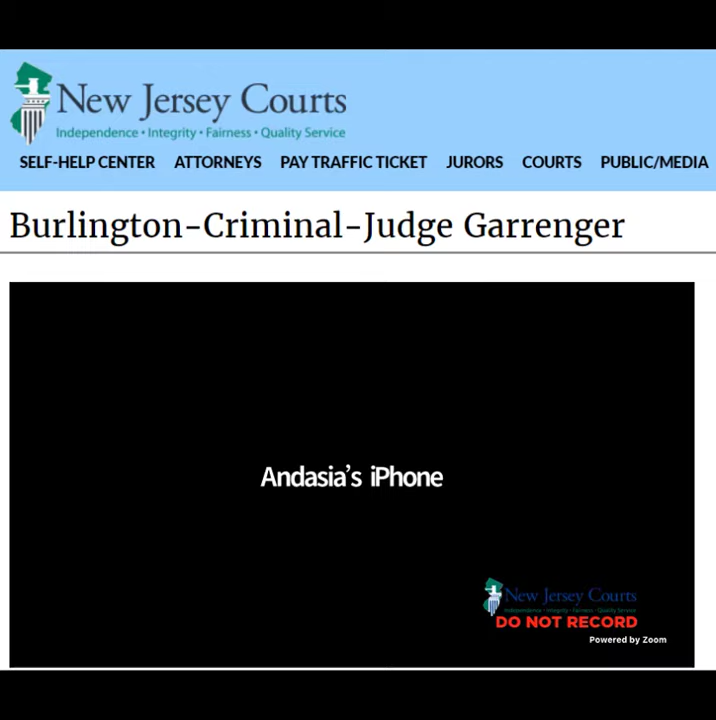 New Jersey Courts
Independence • Integrity • Fairness • Quality Service
SELF-HELP CENTER ATTORNEYS PAY TRAFFIC TICKET JURORS COURTS PUBLIC/MEDIA
Burlington-Criminal-Judge Garrenger
Andasia's iPhone
New Jersey Courts
Independence • Integrity • Fairness • Quality Service
DO NOT RECORD
Powered by Zoom